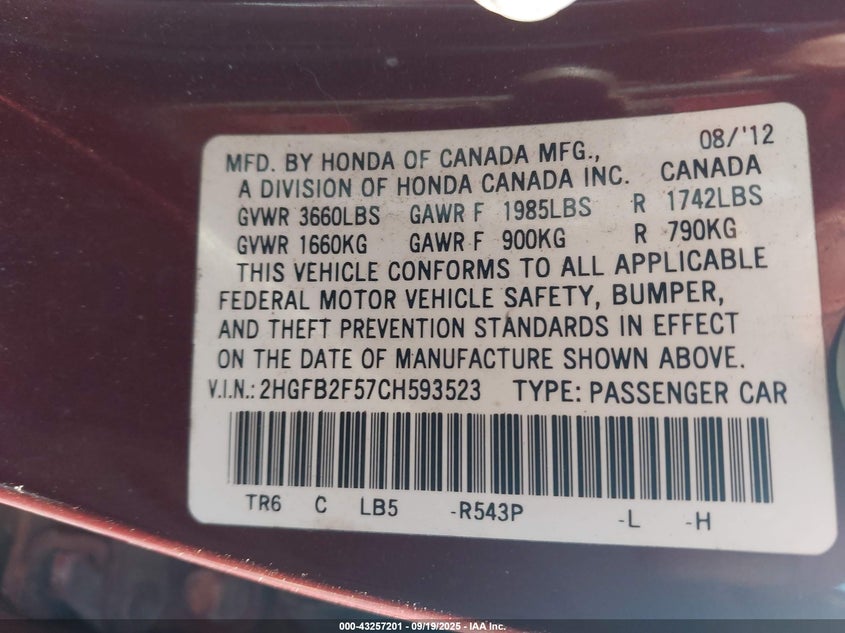 08/'12
MFD. BY HONDA OF CANADA MFG.,
A DIVISION OF HONDA CANADA INC. CANADA
GVWR 3660LBS GAWR F 1985LBS R 1742LBS
GVWR 1660KG GAWR F 900KG R 790KG
THIS VEHICLE CONFORMS TO ALL APPLICABLE
FEDERAL MOTOR VEHICLE SAFETY, BUMPER,
AND THEFT PREVENTION STANDARDS IN EFFECT
ON THE DATE OF MANUFACTURE SHOWN ABOVE.
V.I.N.: 2HGFB2F57CH593523 TYPE: PASSENGER CAR
TR6 C LB5 -R543P -L -H
000-43257201 - 09/19/2025 - IAA Inc.